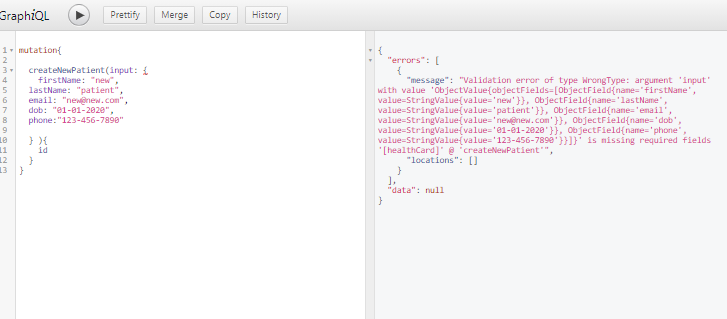 GraphiQL
Prettify Merge Copy History
1 mutation{
2
3 createNewPatient(input: {
4 firstName: "new",
5 lastName: "patient",
6 email: "new@new.com",
7 dob: "01-01-2020",
8 phone:"123-456-7890"
9
10 } ){
11 id
12 }
13 }
{
"errors": [
{
"message": "Validation error of type WrongType: argument 'input'
with value 'ObjectValue{objectFields=[ObjectField{name='firstName',
value=StringValue{value='new'}}, ObjectField{name='lastName',
value=StringValue{value='patient'}}, ObjectField{name='email',
value=StringValue{value='new@new.com'}}, ObjectField{name='dob',
value=StringValue{value='01-01-2020'}}, ObjectField{name='phone',
value=StringValue{value='123-456-7890'}}]}' is missing required fields
'[healthCard]' @ 'createNewPatient'",
"locations": []
}
],
"data": null
}